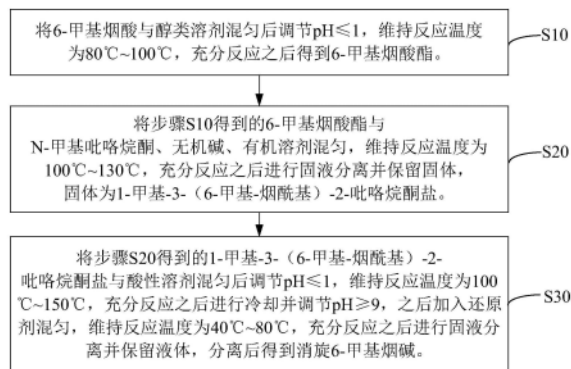 将6-甲基烟酸与醇类溶剂混匀后调节pH≤1，维持反应温度
为80℃~100℃，充分反应之后得到6-甲基烟酸酯。
S10
将步骤S10得到的6-甲基烟酸酯与
N-甲基吡咯烷酮、无机碱、有机溶剂混匀，维持反应温度为
100℃~130℃，充分反应之后进行固液分离并保留固体，
固体为1-甲基-3-（6-甲基-烟酰基）-2-吡咯烷酮盐。
S20
将步骤S20得到的1-甲基-3-（6-甲基-烟酰基）-2-
吡咯烷酮盐与酸性溶剂混匀后调节pH≤1，维持反应温度为100
℃~150℃，充分反应之后进行冷却并调节pH≥9，之后加入还原
剂混匀，维持反应温度为40℃~80℃，充分反应之后进行固液分
离并保留液体，分离后得到消旋6-甲基烟碱。
S30